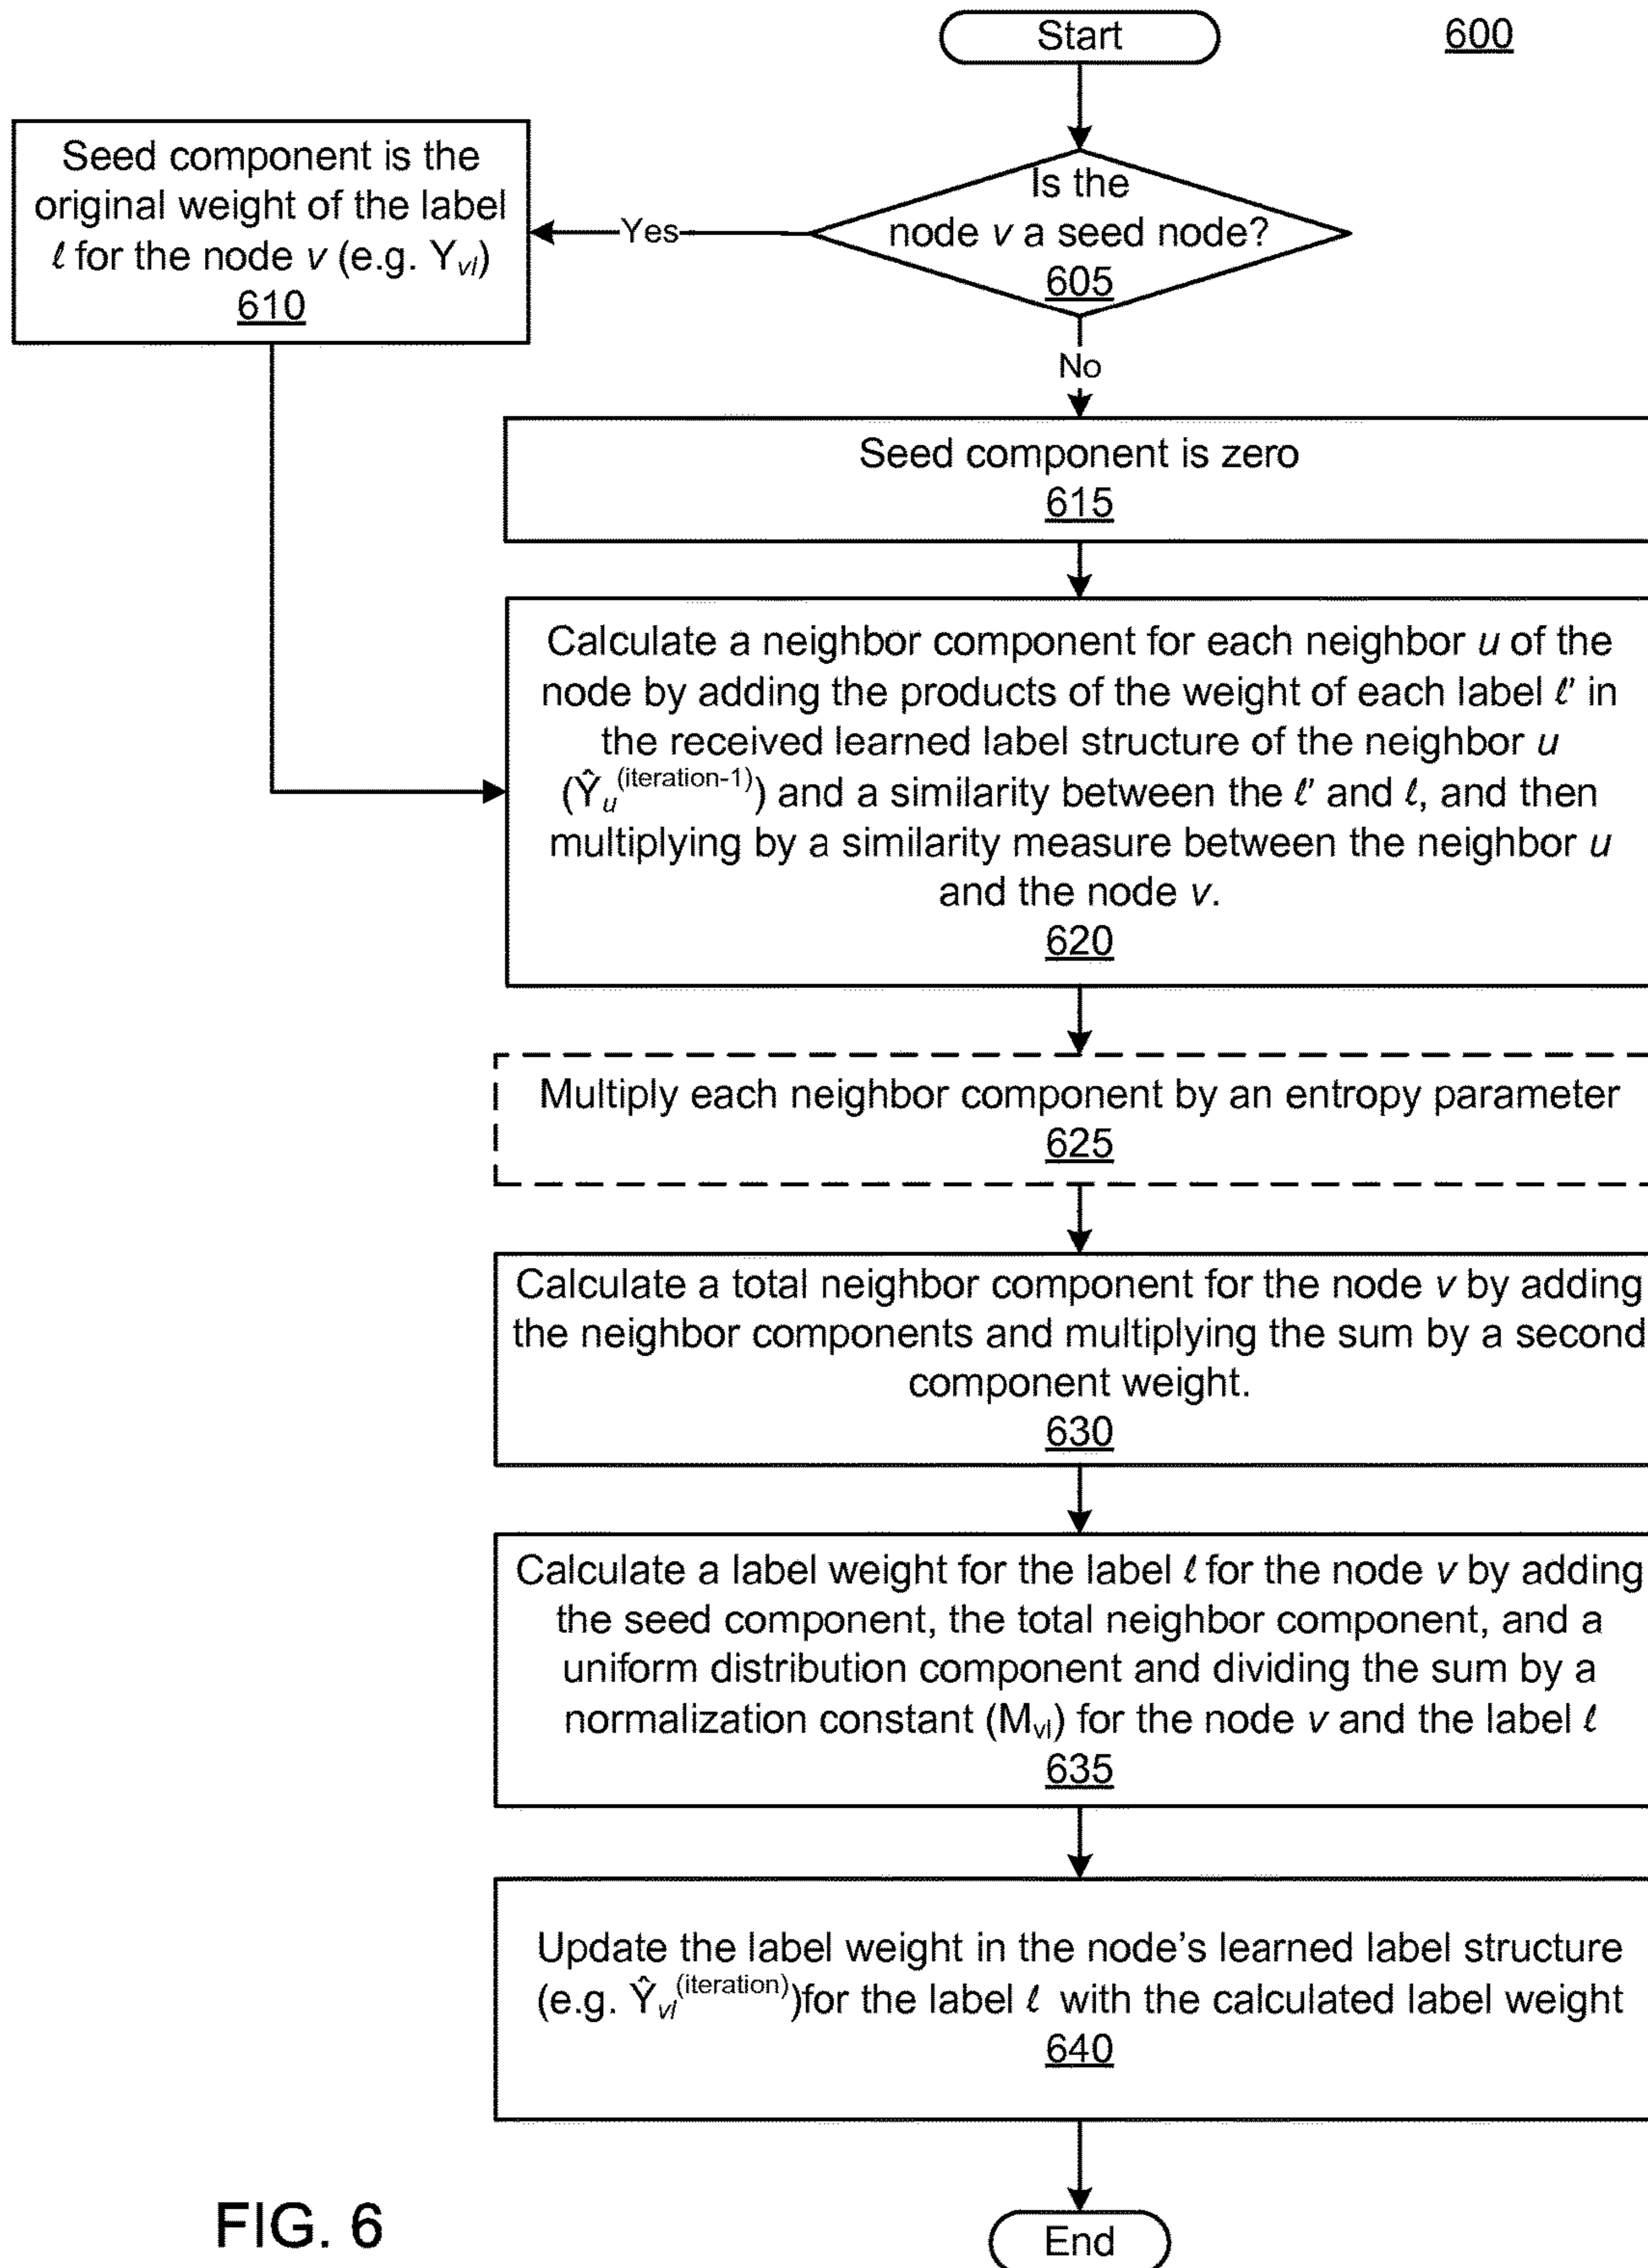 Start
600
Is the
node v a seed node?
605
Yes
Seed component is the
original weight of the label
ℓ for the node v (e.g. Yvl)
610
No
Seed component is zero
615
Calculate a neighbor component for each neighbor u of the
node by adding the products of the weight of each label ℓ' in
the received learned label structure of the neighbor u
(Ŷu(iteration-1)) and a similarity between the ℓ' and ℓ, and then
multiplying by a similarity measure between the neighbor u
and the node v.
620
Multiply each neighbor component by an entropy parameter
625
Calculate a total neighbor component for the node v by adding
the neighbor components and multiplying the sum by a second
component weight.
630
Calculate a label weight for the label ℓ for the node v by adding
the seed component, the total neighbor component, and a
uniform distribution component and dividing the sum by a
normalization constant (Mvl) for the node v and the label ℓ
635
Update the label weight in the node's learned label structure
(e.g. Ŷvl(iteration))for the label ℓ with the calculated label weight
640
End
FIG. 6